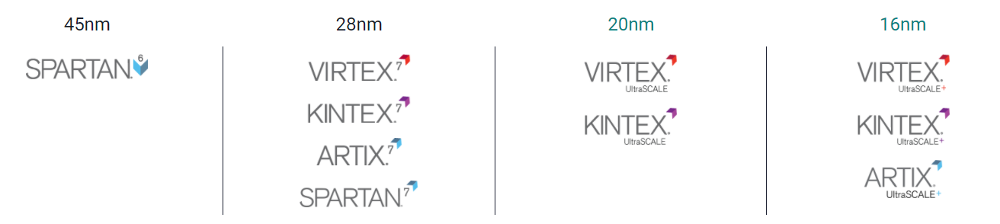 45nm
28nm
20nm
16nm
SPARTAN.6
VIRTEX.7
KINTEX.7
ARTIX.7
SPARTAN.7
VIRTEX.
UltraSCALE
KINTEX.
UltraSCALE
VIRTEX.
UltraSCALE+
KINTEX.
UltraSCALE+
ARTIX.
UltraSCALE+